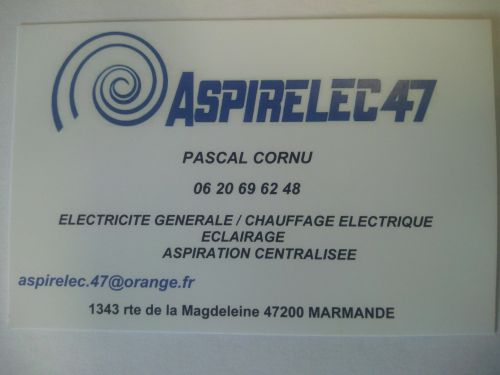 ASPIRELEC47
PASCAL CORNU
06 20 69 62 48
ELECTRICITE GENERALE / CHAUFFAGE ELECTRIQUE
ECLAIRAGE
ASPIRATION CENTRALISEE
aspirelec.47@orange.fr
1343 rte de la Magdeleine 47200 MARMANDE